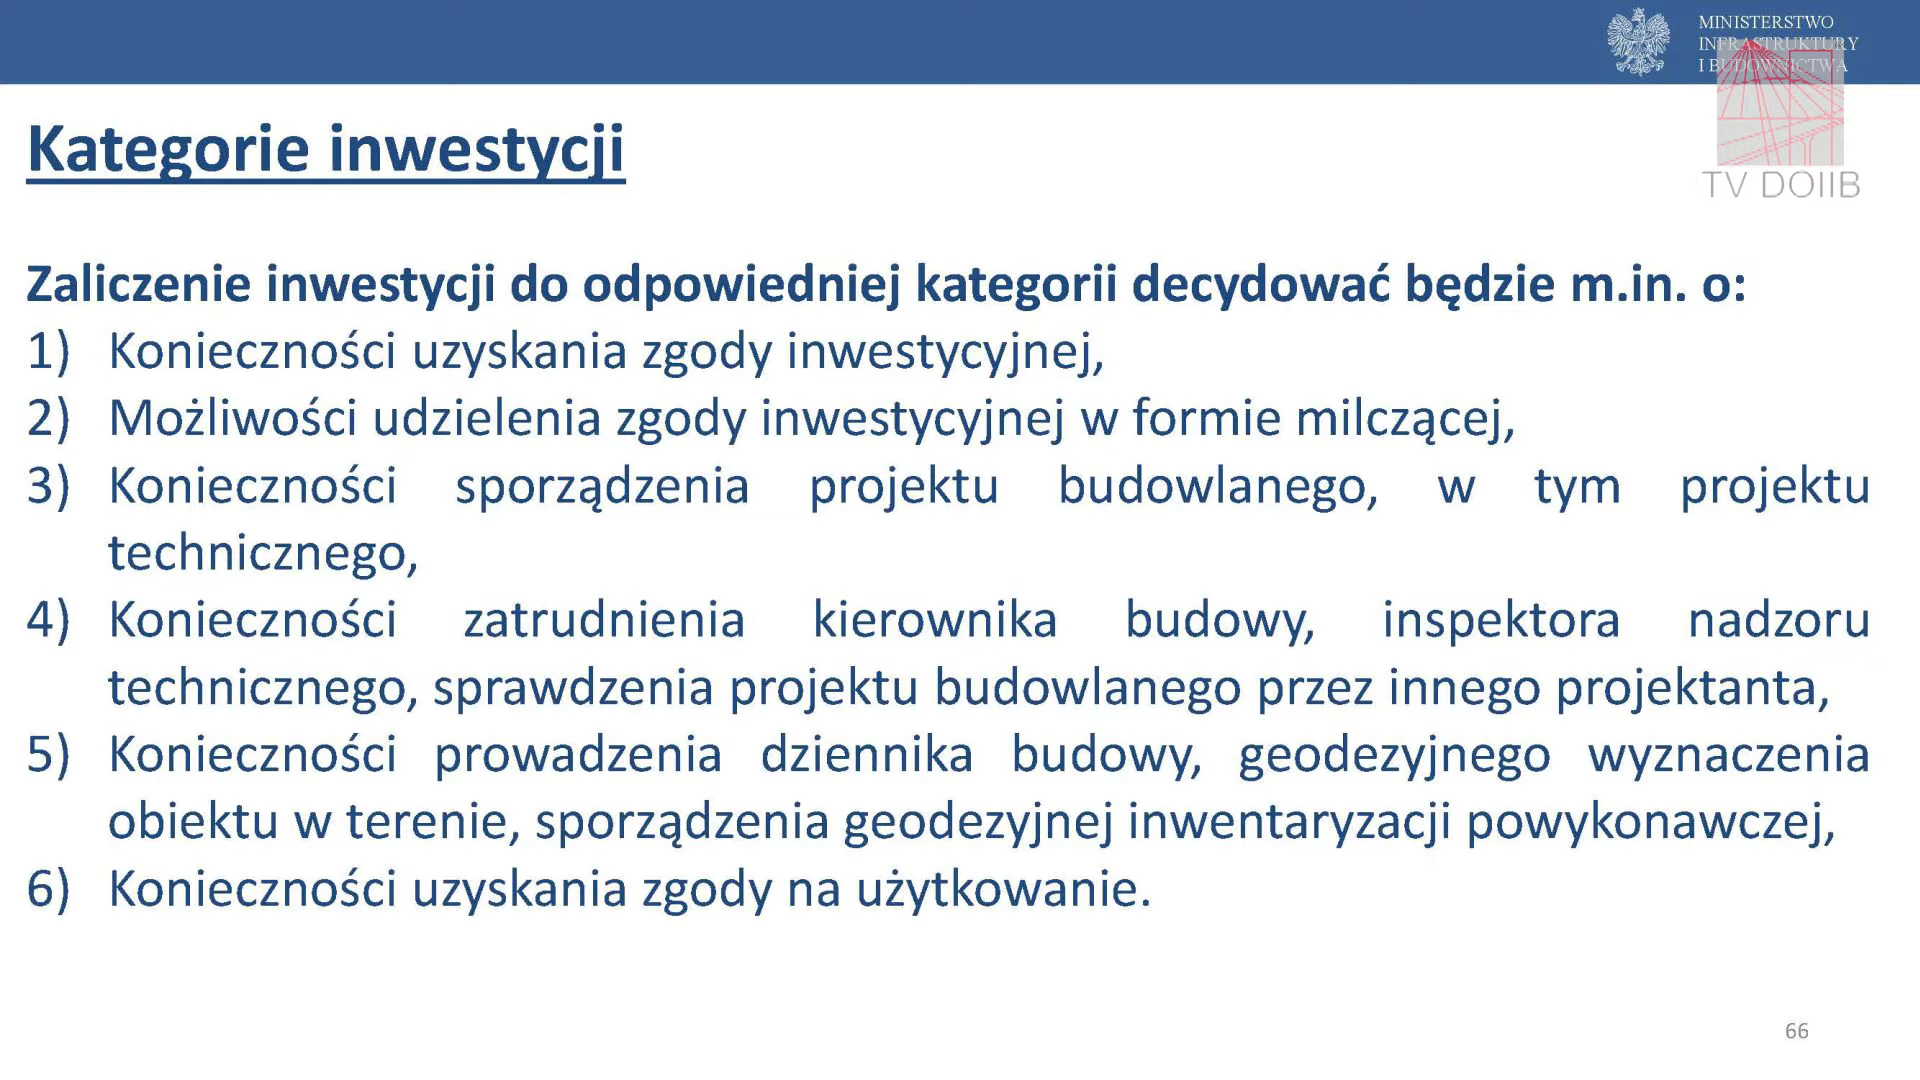 MINISTERSTWO
INFRASTRUKTURY
I BUDOWNICTWA
TV DOIIB
Kategorie inwestycji
Zaliczenie inwestycji do odpowiedniej kategorii decydować będzie m.in. o:
1) Konieczności uzyskania zgody inwestycyjnej,
2) Możliwości udzielenia zgody inwestycyjnej w formie milczącej,
3) Konieczności sporządzenia projektu budowlanego, w tym projektu
technicznego,
4) Konieczności zatrudnienia kierownika budowy, inspektora nadzoru
technicznego, sprawdzenia projektu budowlanego przez innego projektanta,
5) Konieczności prowadzenia dziennika budowy, geodezyjnego wyznaczenia
obiektu w terenie, sporządzenia geodezyjnej inwentaryzacji powykonawczej,
6) Konieczności uzyskania zgody na użytkowanie.
66